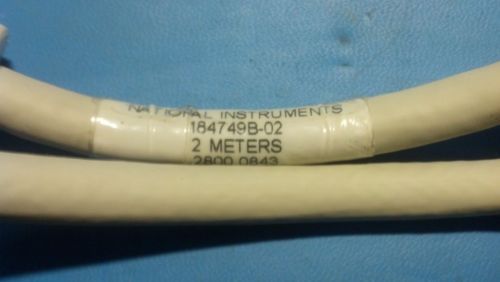 NATIONAL INSTRUMENTS
184749B-02
2 METERS
2800 0843